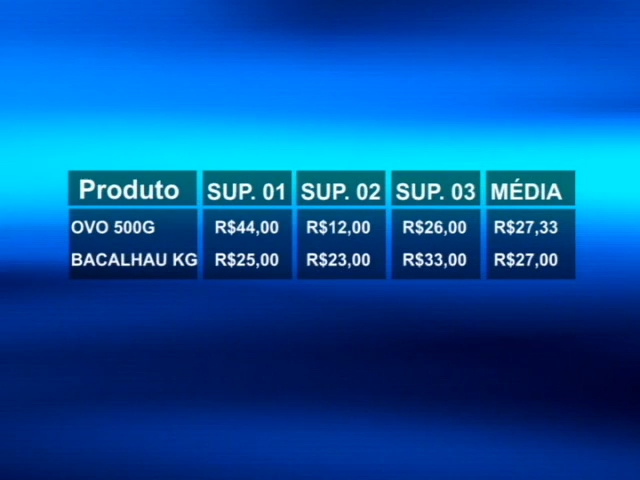 Produto SUP. 01 SUP. 02 SUP. 03 MÉDIA
OVO 500G R$44,00 R$12,00 R$26,00 R$27,33
BACALHAU KG R$25,00 R$23,00 R$33,00 R$27,00